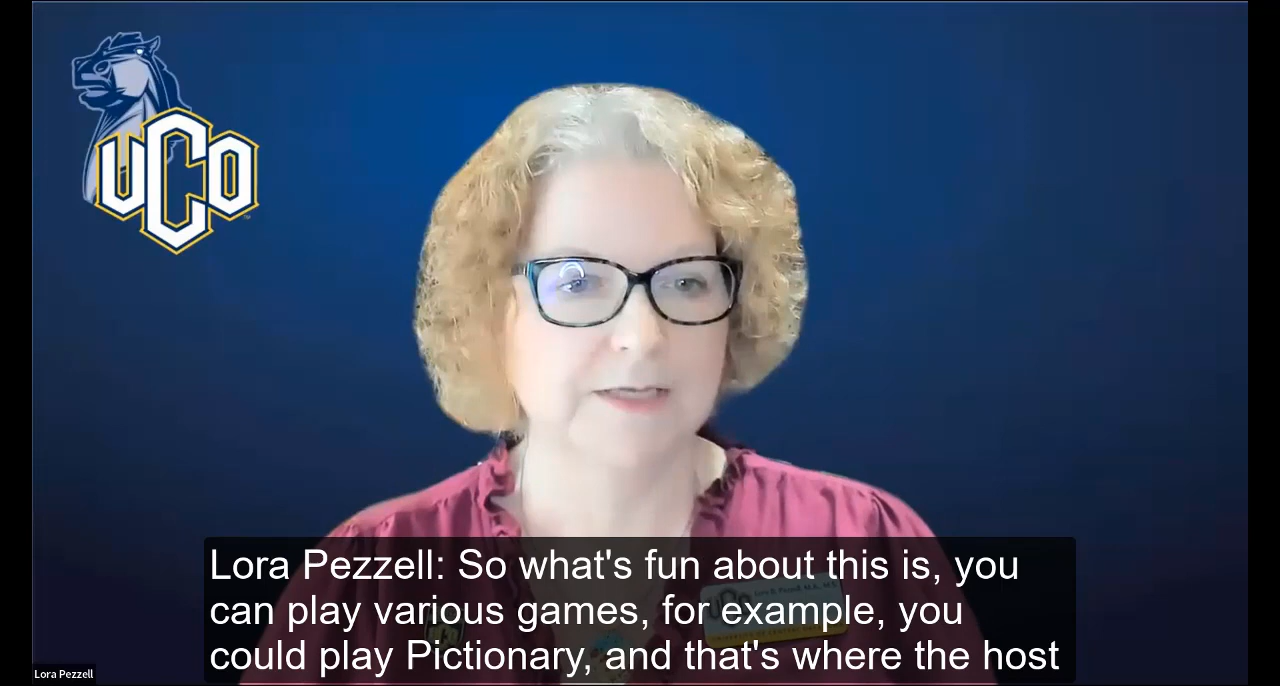 UCO
Lora Pezzell: So what's fun about this is, you
can play various games, for example, you
could play Pictionary, and that's where the host
Lora Pezzell